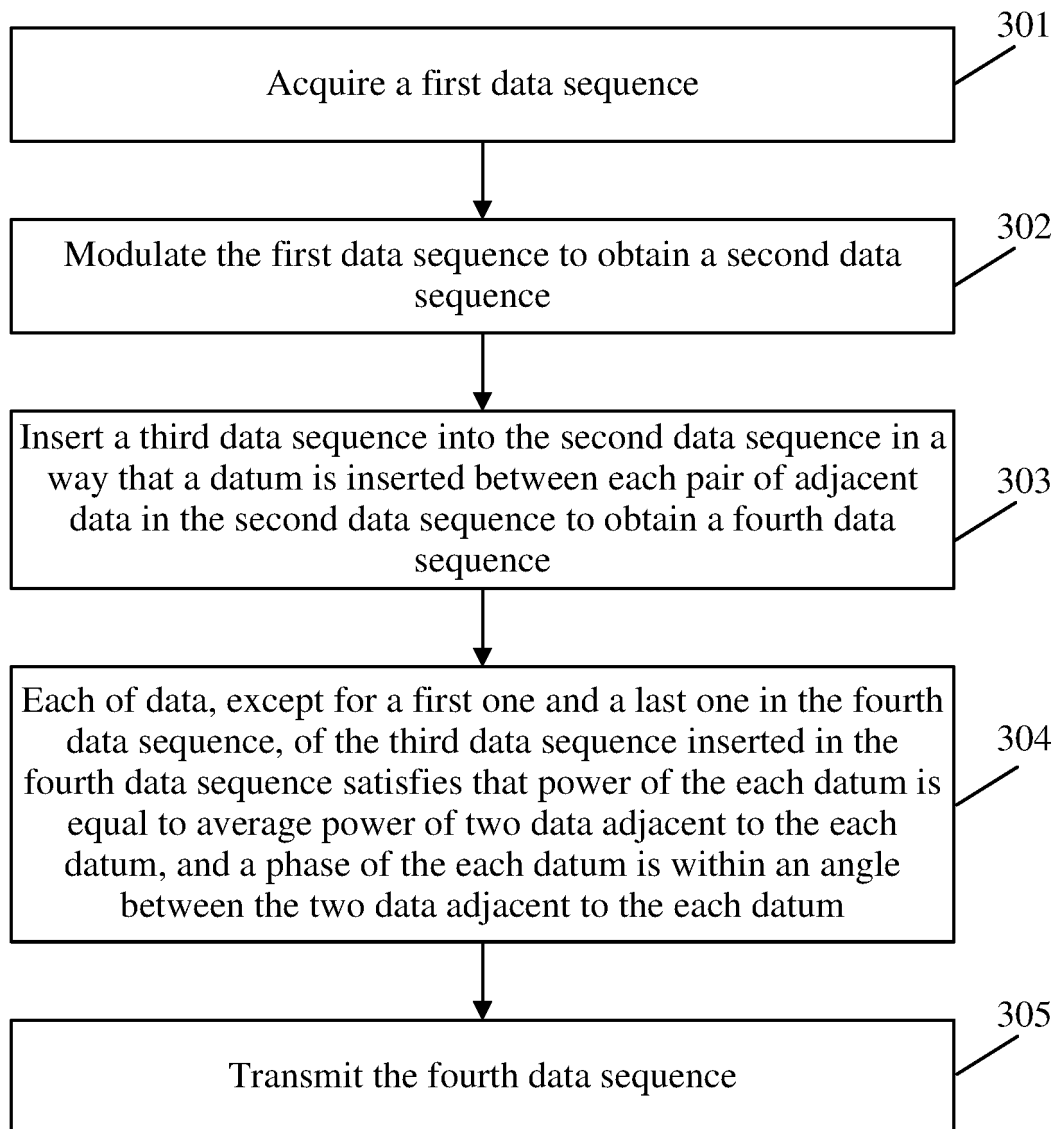 301
Acquire a first data sequence
302
Modulate the first data sequence to obtain a second data
sequence
Insert a third data sequence into the second data sequence in a
way that a datum is inserted between each pair of adjacent
data in the second data sequence to obtain a fourth data
sequence
303
Each of data, except for a first one and a last one in the fourth
data sequence, of the third data sequence inserted in the
fourth data sequence satisfies that power of the each datum is
equal to average power of two data adjacent to the each
datum, and a phase of the each datum is within an angle
between the two data adjacent to the each datum
304
305
Transmit the fourth data sequence